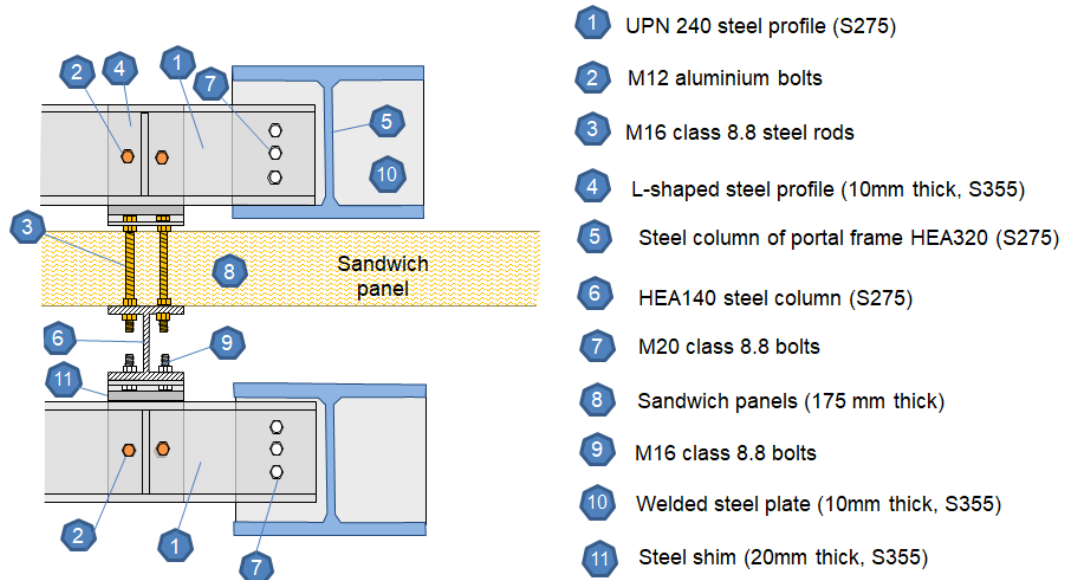 1 UPN 240 steel profile (S275)
2 M12 aluminium bolts
3 M16 class 8.8 steel rods
4 L-shaped steel profile (10mm thick, S355)
5 Steel column of portal frame HEA320 (S275)
6 HEA140 steel column (S275)
7 M20 class 8.8 bolts
8 Sandwich panels (175 mm thick)
9 M16 class 8.8 bolts
10 Welded steel plate (10mm thick, S355)
11 Steel shim (20mm thick, S355)
2 4 1 7
5
10
3
8 Sandwich
panel
6 9
11
2 1 7